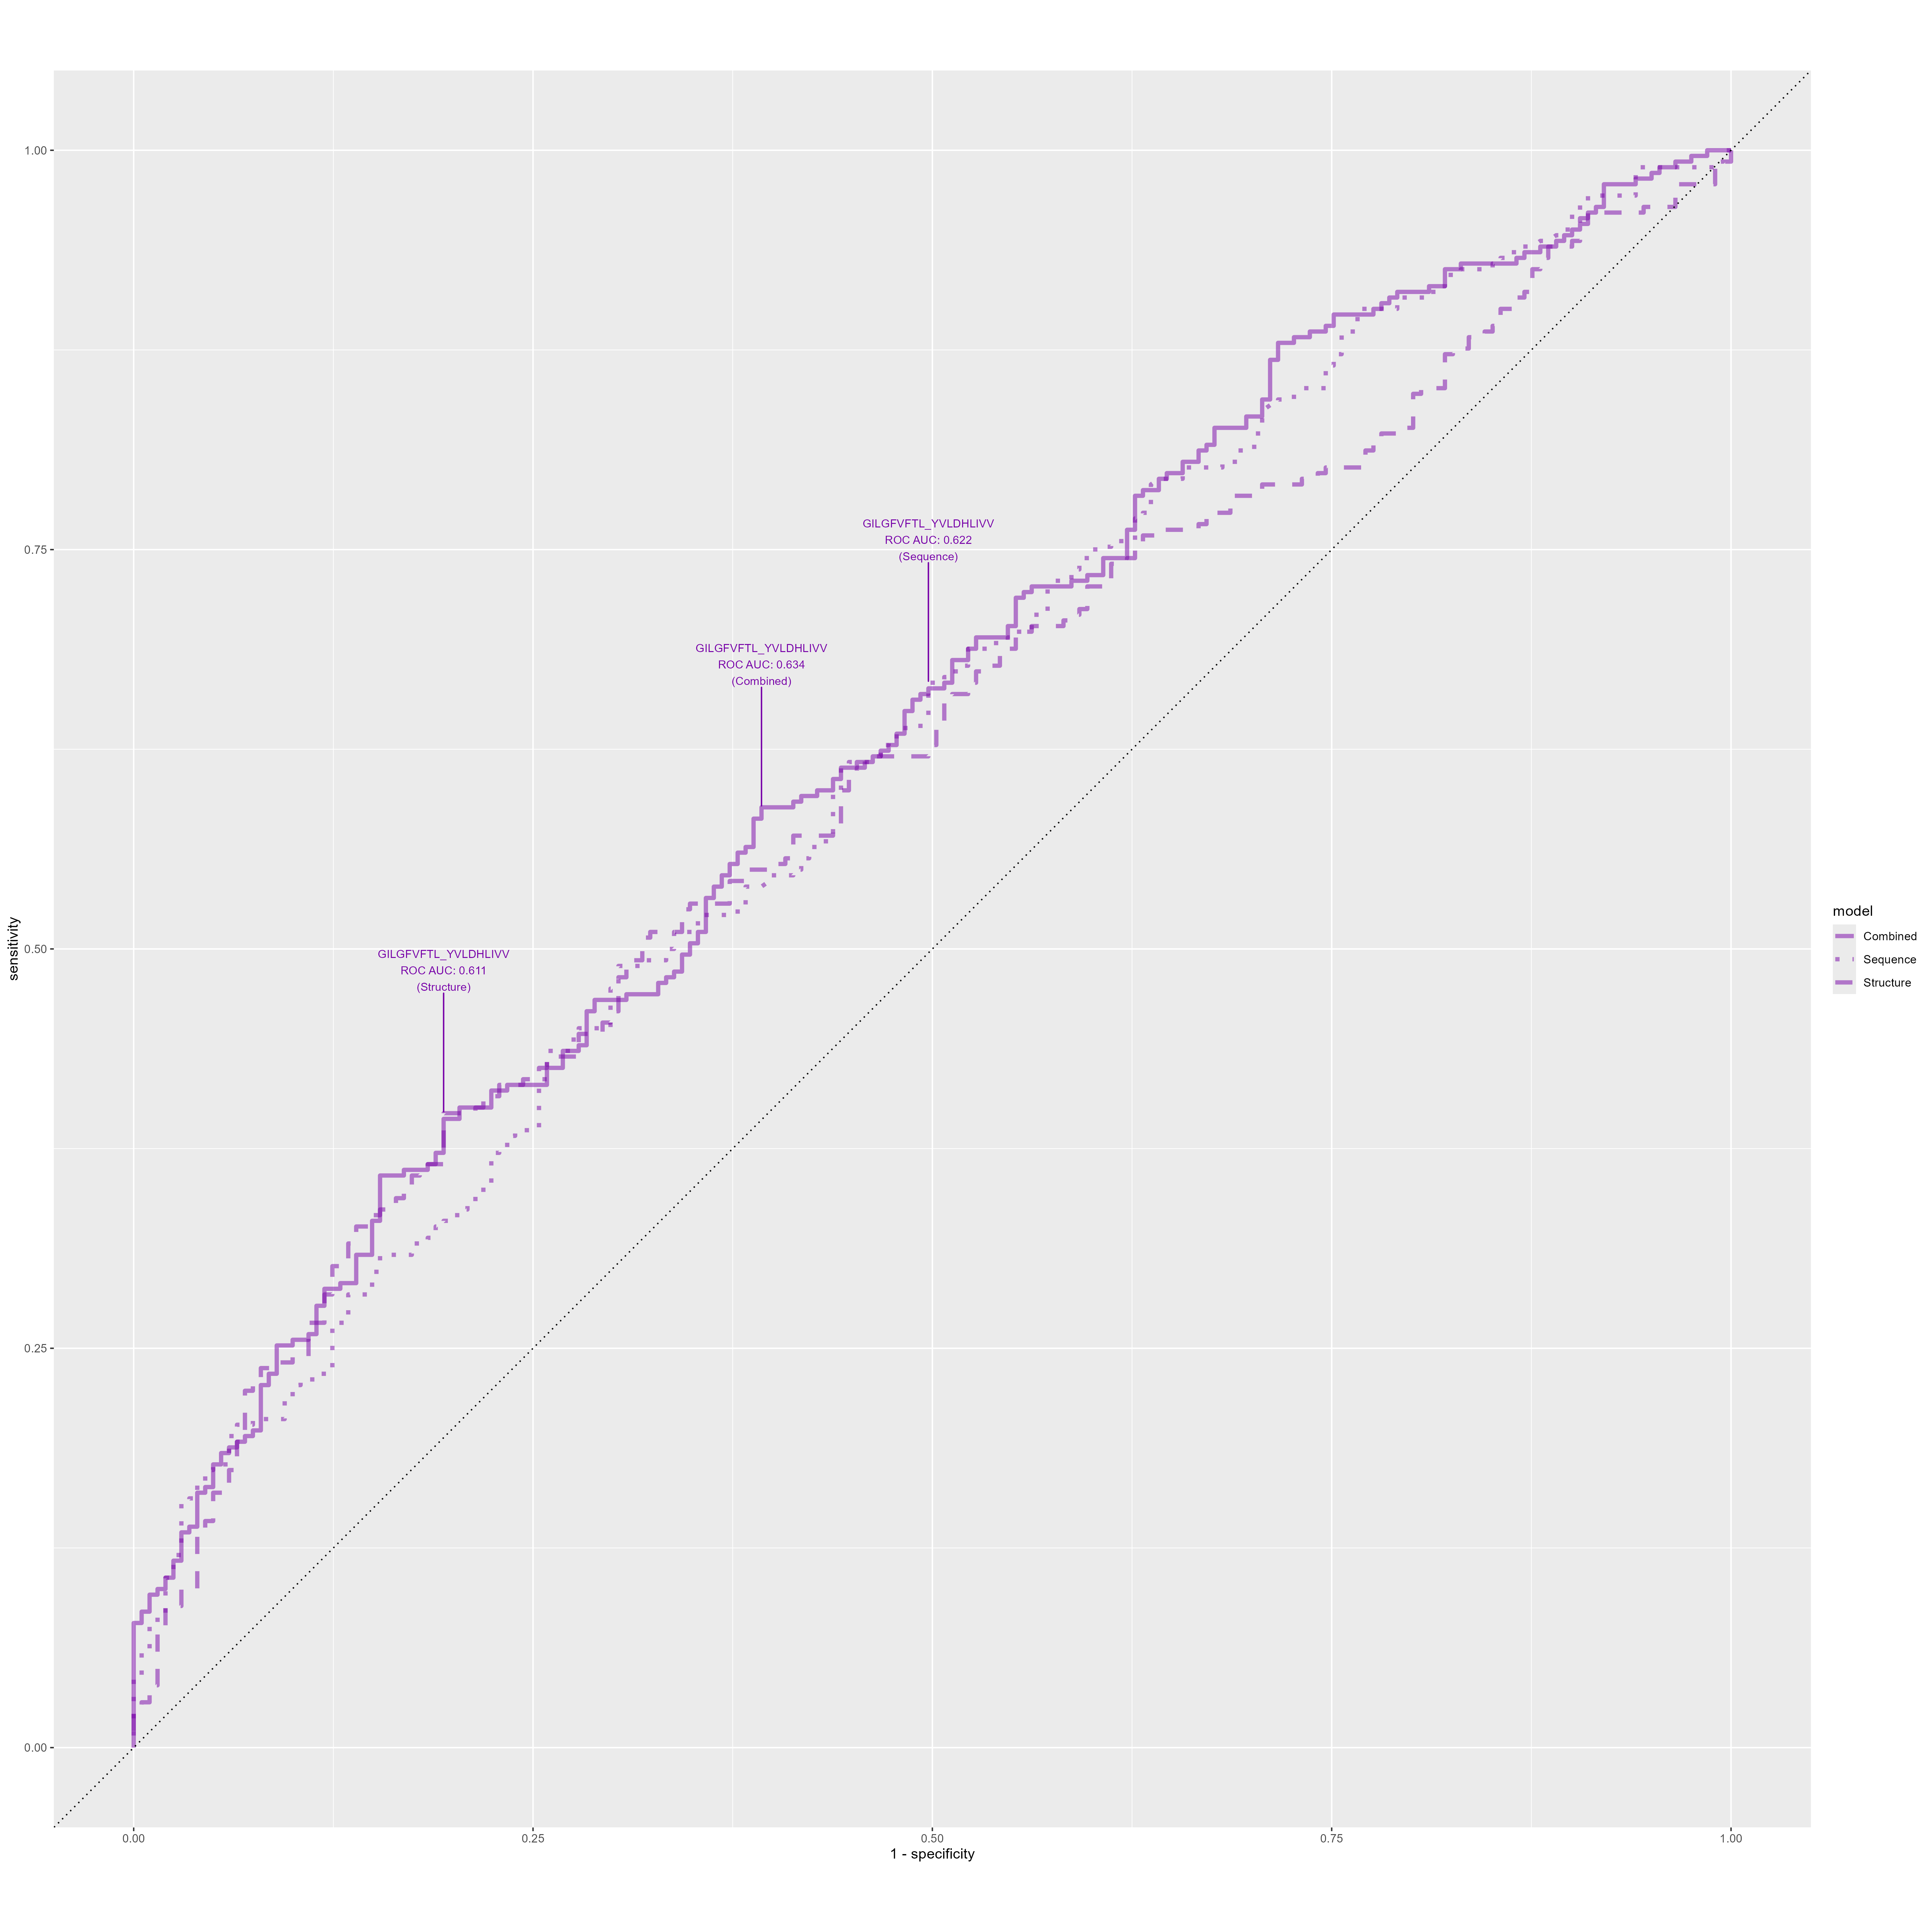 1.00
0.75
0.50
0.25
0.00
sensitivity
GILGFVFTL_YVLDHLIVV
ROC AUC: 0.622
(Sequence)
GILGFVFTL_YVLDHLIVV
ROC AUC: 0.634
(Combined)
GILGFVFTL_YVLDHLIVV
ROC AUC: 0.611
(Structure)
0.00
0.25
0.50
0.75
1.00
1 - specificity
model
Combined
Sequence
Structure